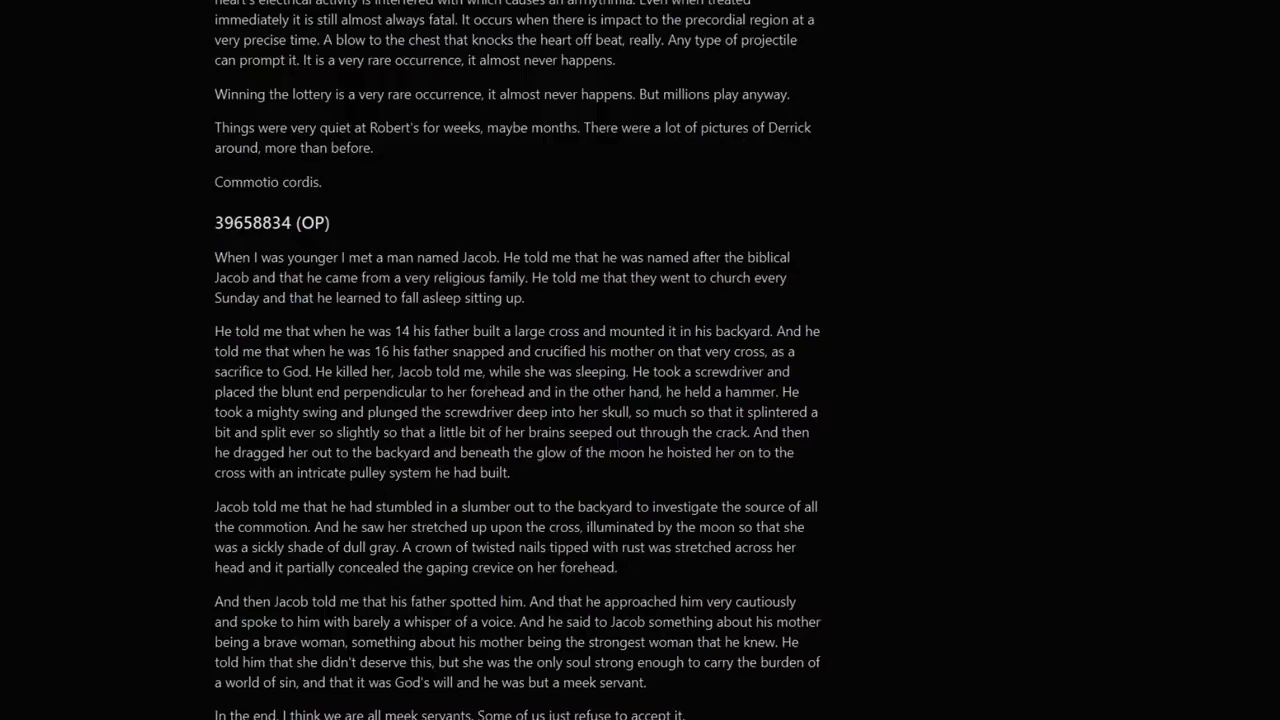 heart's electrical activity is interfered with which causes an arrhythmia. Even when treated
immediately it is still almost always fatal. It occurs when there is impact to the precordial region at a
very precise time. A blow to the chest that knocks the heart off beat, really. Any type of projectile
can prompt it. It is a very rare occurrence, it almost never happens.
Winning the lottery is a very rare occurrence, it almost never happens. But millions play anyway.
Things were very quiet at Robert's for weeks, maybe months. There were a lot of pictures of Derrick
around, more than before.
Commotio cordis.
39658834 (OP)
When I was younger I met a man named Jacob. He told me that he was named after the biblical
Jacob and that he came from a very religious family. He told me that they went to church every
Sunday and that he learned to fall asleep sitting up.
He told me that when he was 14 his father built a large cross and mounted it in his backyard. And he
told me that when he was 16 his father snapped and crucified his mother on that very cross, as a
sacrifice to God. He killed her, Jacob told me, while she was sleeping. He took a screwdriver and
placed the blunt end perpendicular to her forehead and in the other hand, he held a hammer. He
took a mighty swing and plunged the screwdriver deep into her skull, so much so that it splintered a
bit and split ever so slightly so that a little bit of her brains seeped out through the crack. And then
he dragged her out to the backyard and beneath the glow of the moon he hoisted her on to the
cross with an intricate pulley system he had built.
Jacob told me that he had stumbled in a slumber out to the backyard to investigate the source of all
the commotion. And he saw her stretched up upon the cross, illuminated by the moon so that she
was a sickly shade of dull gray. A crown of twisted nails tipped with rust was stretched across her
head and it partially concealed the gaping crevice on her forehead.
And then Jacob told me that his father spotted him. And that he approached him very cautiously
and spoke to him with barely a whisper of a voice. And he said to Jacob something about his mother
being a brave woman, something about his mother being the strongest woman that he knew. He
told him that she didn't deserve this, but she was the only soul strong enough to carry the burden of
a world of sin, and that it was God's will and he was but a meek servant.
In the end, I think we are all meek servants. Some of us just refuse to accept it.